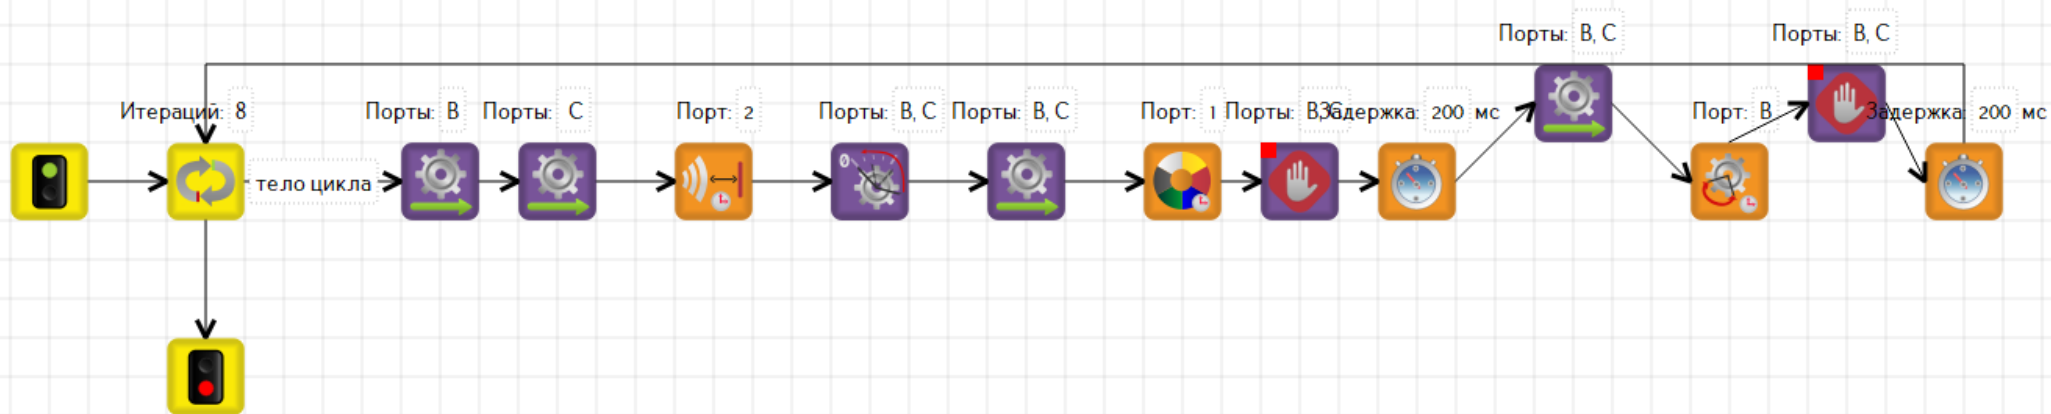 Порты: B, C
Порты: B, C
Итераций: 8
Порты: B
Порты: C
Порт: 2
Порты: B, C
Порты: B, C
Порт: 1
Порты: B,
Задержка: 200 мс
Порт: B
Задержка: 200 мс
тело цикла
0